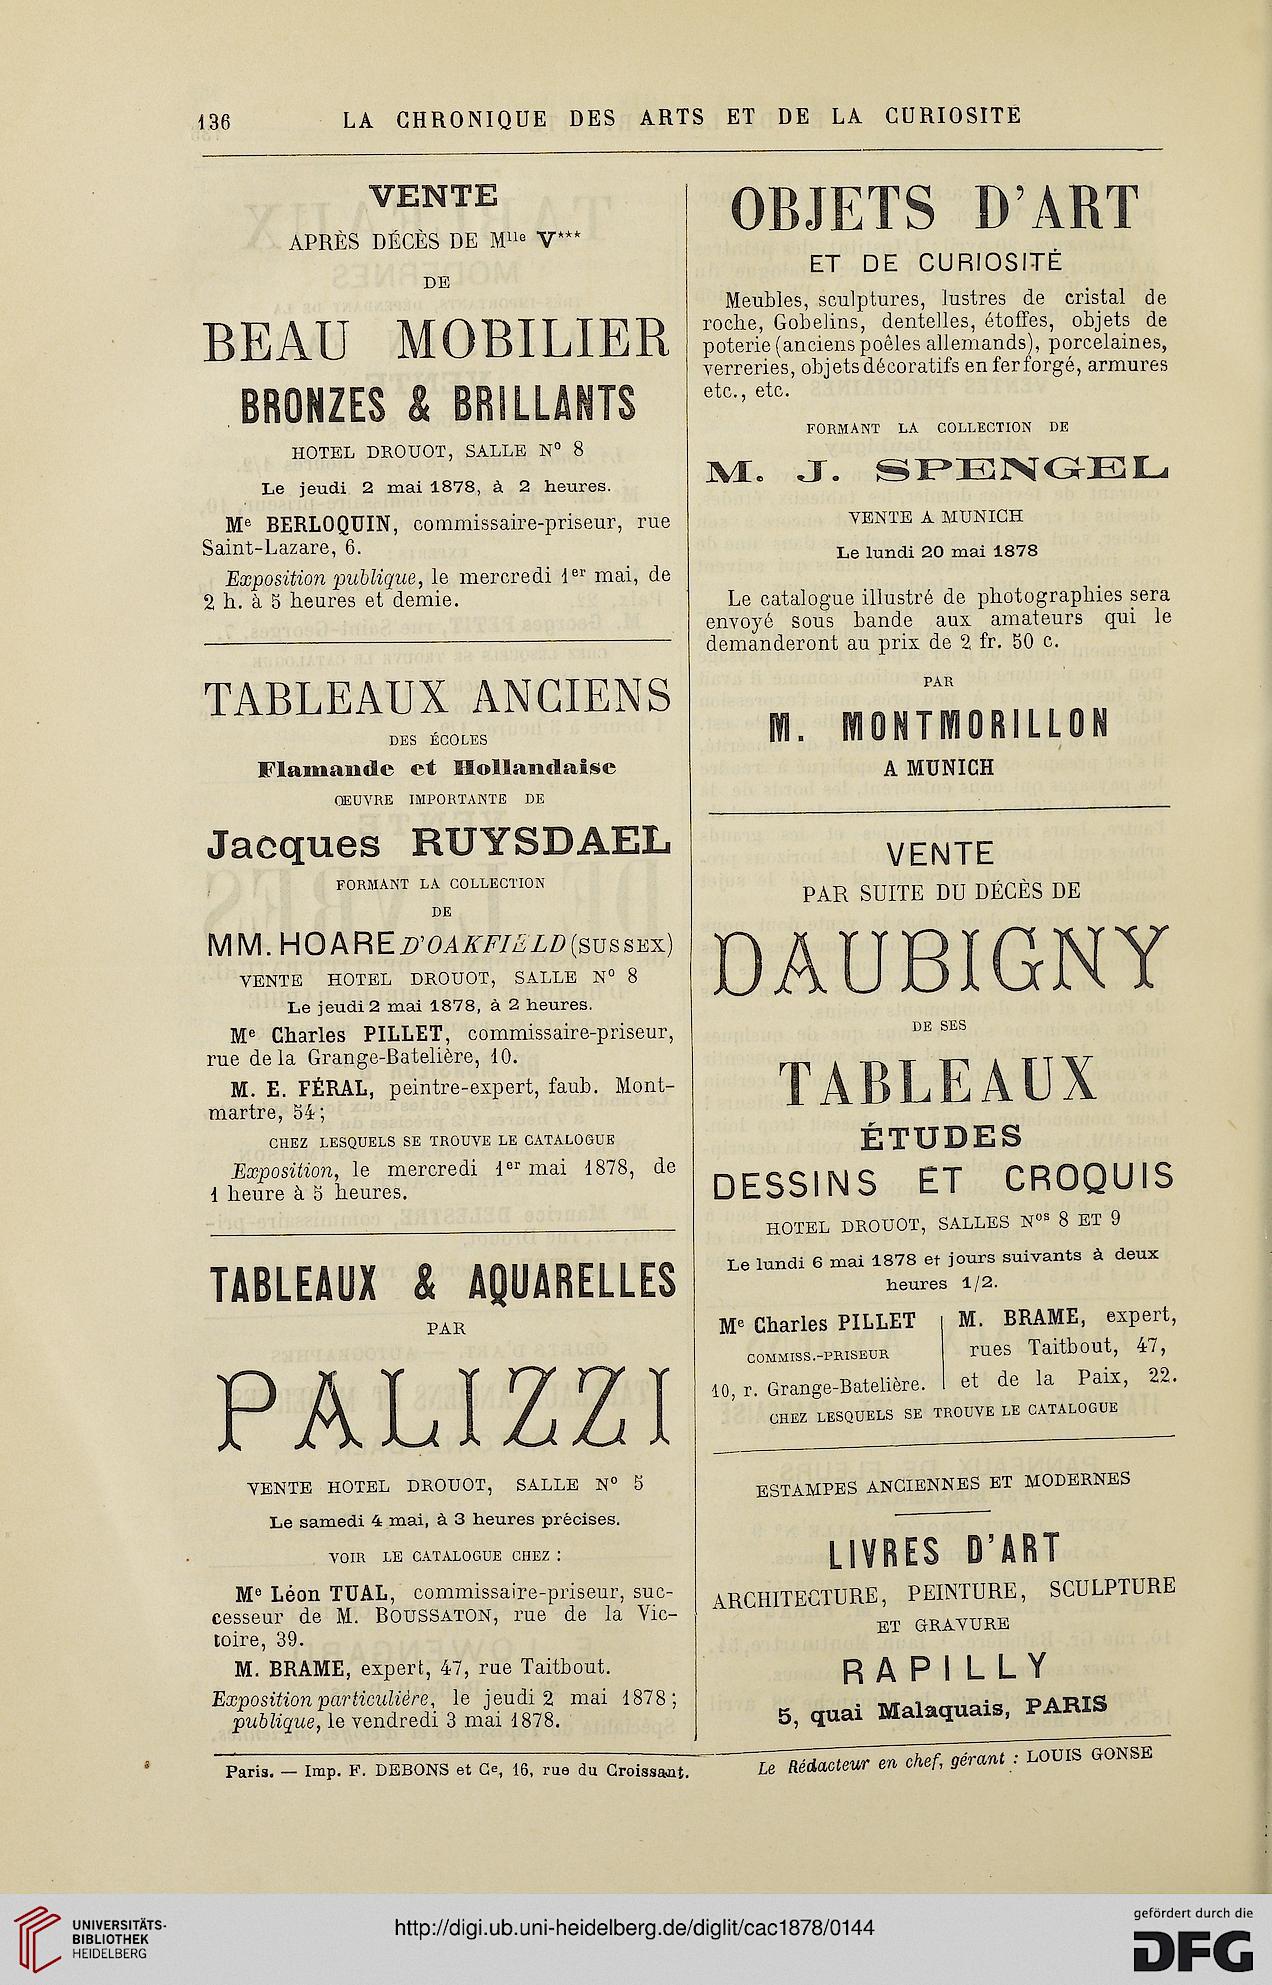 136 LA CHRONIQUE DES ARTS ET DE LA CURIOSITÉ
VENTE
APRÈS DÉCÈS DE Mlle V***
DE
BEAU MOBILIER
BRONZES & BRILLANTS
HOTEL DROUOT, SALLE N° 8
Le jeudi 2 mai 1878, à 2 heures.
Me BERLOQUIN, commissaire-priseur, rue
Saint-Lazare, 6.
Exposition publique, le mercredi 1er mai, de
2 h. à 5 heures et demie.
TABLEAUX ANCIENS
DES ÉCOLES
Flamande et Hollandaise
ŒUVRE IMPORTANTE DE
Jacques RUYSDAEL
FORMANT LA COLLECTION
DE
MM. HOARE D'OAKFIELD (SUSSEX)
VENTE HOTEL DROUOT, SALLE N° 8
Le jeudi 2 mai 1878, à 2 heures.
Me Charles PILLET, commissaire-priseur,
rue de la Grange-Batelière, 10.
M. E. FÉRAL, peintre-expert, faub. Mont-
martre, 54;
CHEZ LESQUELS SE TROUVE LE CATALOGUE
Exposition, le mercredi 1er mai 1878, de
1 heure à 5 heures.
TABLEAUX & AQUARELLES
PAR
PALIZZI
VENTE HOTEL DROUOT, SALLE N° 5
Le samedi 4 mai, à 3 heures précises.
VOIR LE CATALOGUE CHEZ :
Me Léon TUAL, commissaire-priseur, suc-
cesseur de M. BOUSSATON, rue de la Vic-
toire, 39.
M. BRAME, expert, 47, rue Taitbout.
Exposition particulière, le jeudi 2 mai 1878;
publique, le vendredi 3 mai 1878.
OBJETS D'ART
ET DE CURIOSITÉ
Meubles, sculptures, lustres de cristal de
roche, Gobelins, dentelles, étoffes, objets de
poterie (anciens poêles allemands), porcelaines,
verreries, objets décoratifs en fer forgé, armures
etc., etc.
FORMANT LA COLLECTION DE
M. J. SPENGEL
VENTE A MUNICH
Le lundi 20 mai 1878
Le catalogue illustré de photographies sera
envoyé sous bande aux amateurs qui le
demanderont au prix de 2 fr. 50 c.
PAR
M. MONTMORILLON
A MUNICH
VENTE
PAR SUITE DU DÉCÈS DE
DAUBIGNY
DE SES
TABLEAUX
ÉTUDES
DESSINS ET CROQUIS
HOTEL DROUOT, SALLES Nos 8 ET 9
Le lundi 6 mai 1878 et jours suivants à deux
heures 1/2.
Me Charles PILLET
COMMISS.-PRISEUR
10, r. Grange-Batelière.
M. BRAME, expert,
rues Taitbout, 47,
et de la Paix, 22.
CHEZ LESQUELS SE TROUVE LE CATALOGUE
ESTAMPES ANCIENNES ET MODERNES
LIVRES D'ART
ARCHITECTURE, PEINTURE, SCULPTURE
ET GRAVURE
RAPILLY
5, quai Malaquais, PARIS
Paris. — Imp. F. DEBONS et Ce, 16, rue du Croissant.
Le Rédacteur en chef, gérant : LOUIS GONSE
UNIVERSITÄTS-
BIBLIOTHEK
HEIDELBERG
http://digi.ub.uni-heidelberg.de/diglit/cac1878/0144
gefördert durch die
DFG